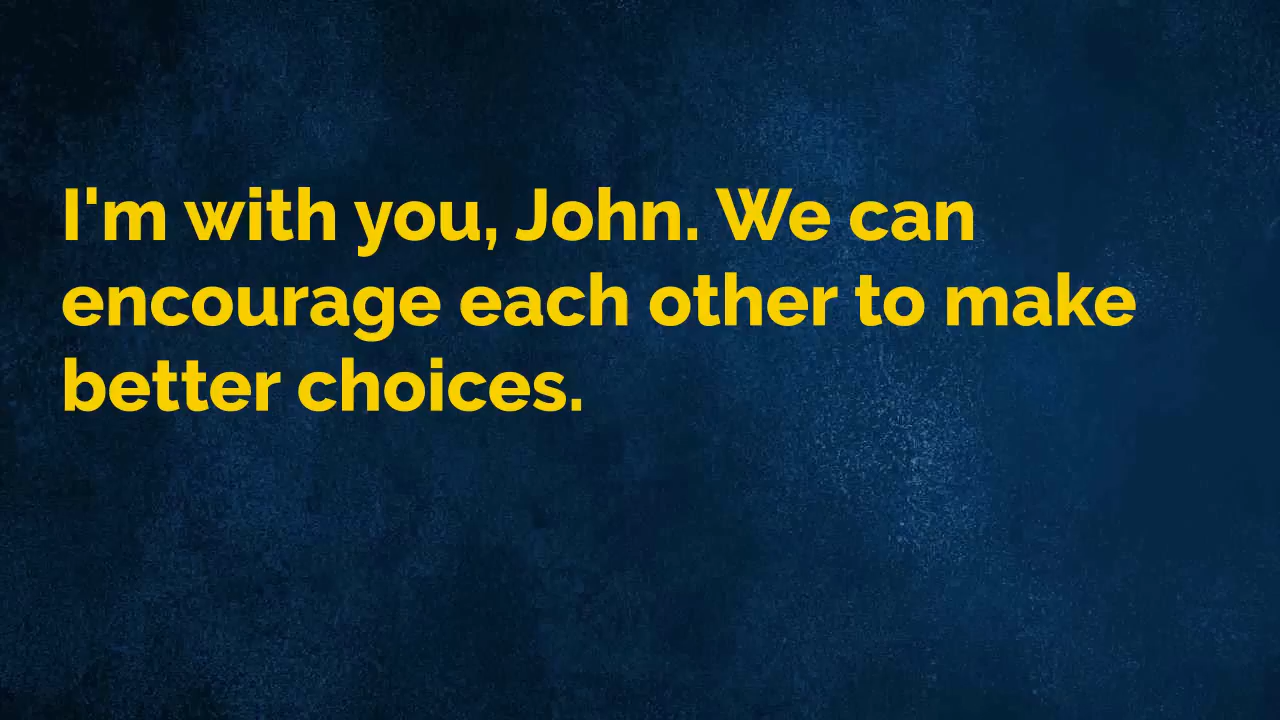 I'm with you, John. We can
encourage each other to make
better choices.